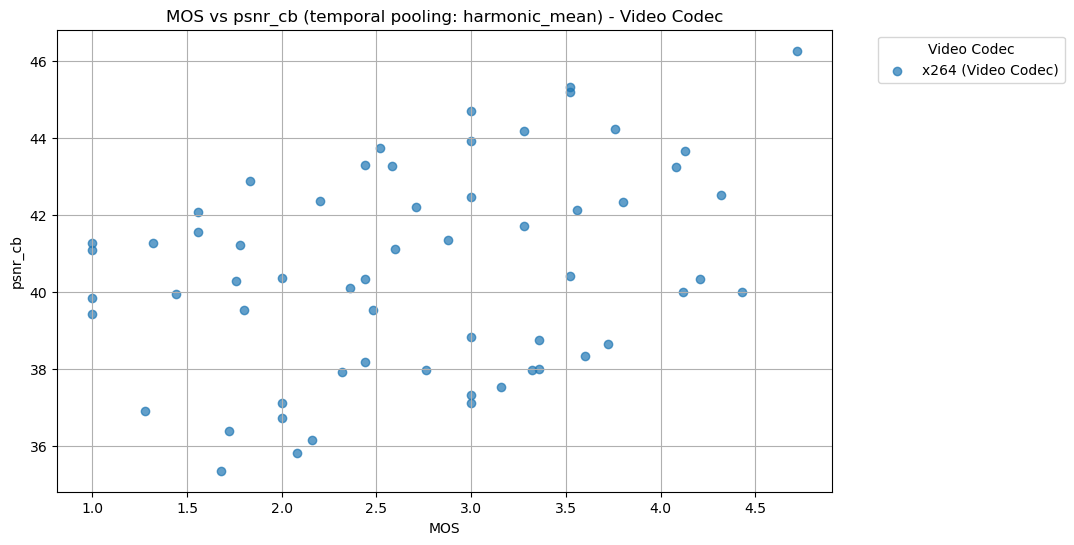 MOS vs psnr_cb (temporal pooling: harmonic_mean) - Video Codec
Video Codec
x264 (Video Codec)
psnr_cb
46
44
42
40
38
36
1.0 1.5 2.0 2.5 3.0 3.5 4.0 4.5
MOS